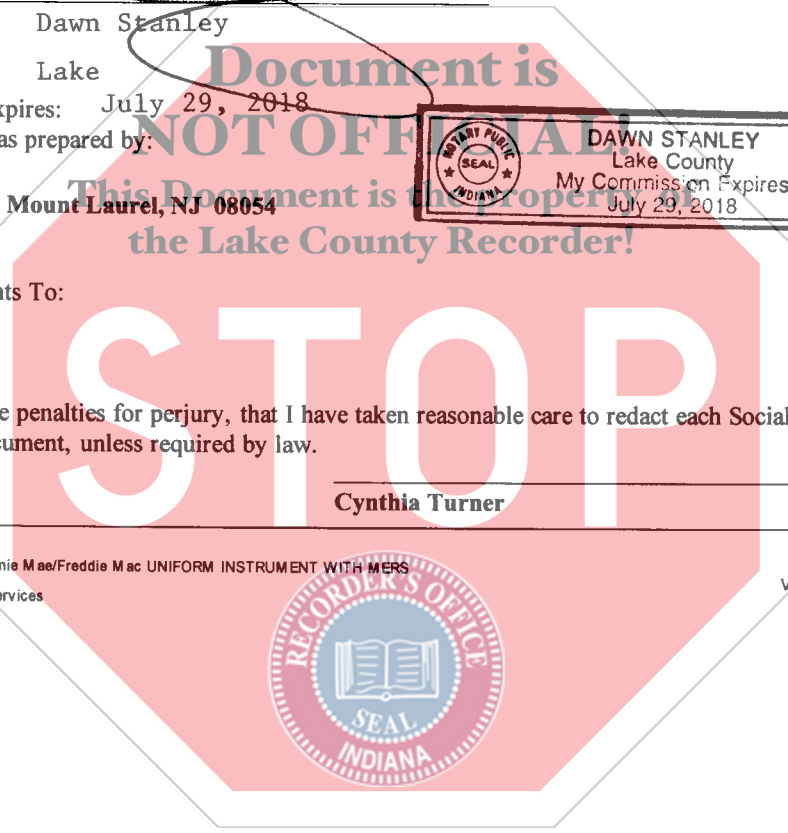 Dawn Stanley
Document is
Lake
xpires: July 29, 2018
NOT OFFICIAL!
as prepared by:
NOTARY PUBLIC
SEAL
INDIANA
DAWN STANLEY
Lake County
My Commission Expires
July 29, 2018
This Document is the property of
Mount Laurel, NJ 08054
the Lake County Recorder!
nts To:
STOP
e penalties for perjury, that I have taken reasonable care to redact each Social
cument, unless required by law.
Cynthia Turner
nie Mae/Freddie Mac UNIFORM INSTRUMENT WITH MERS
ervices
V
RECORDER'S OFFICE
SEAL
INDIANA